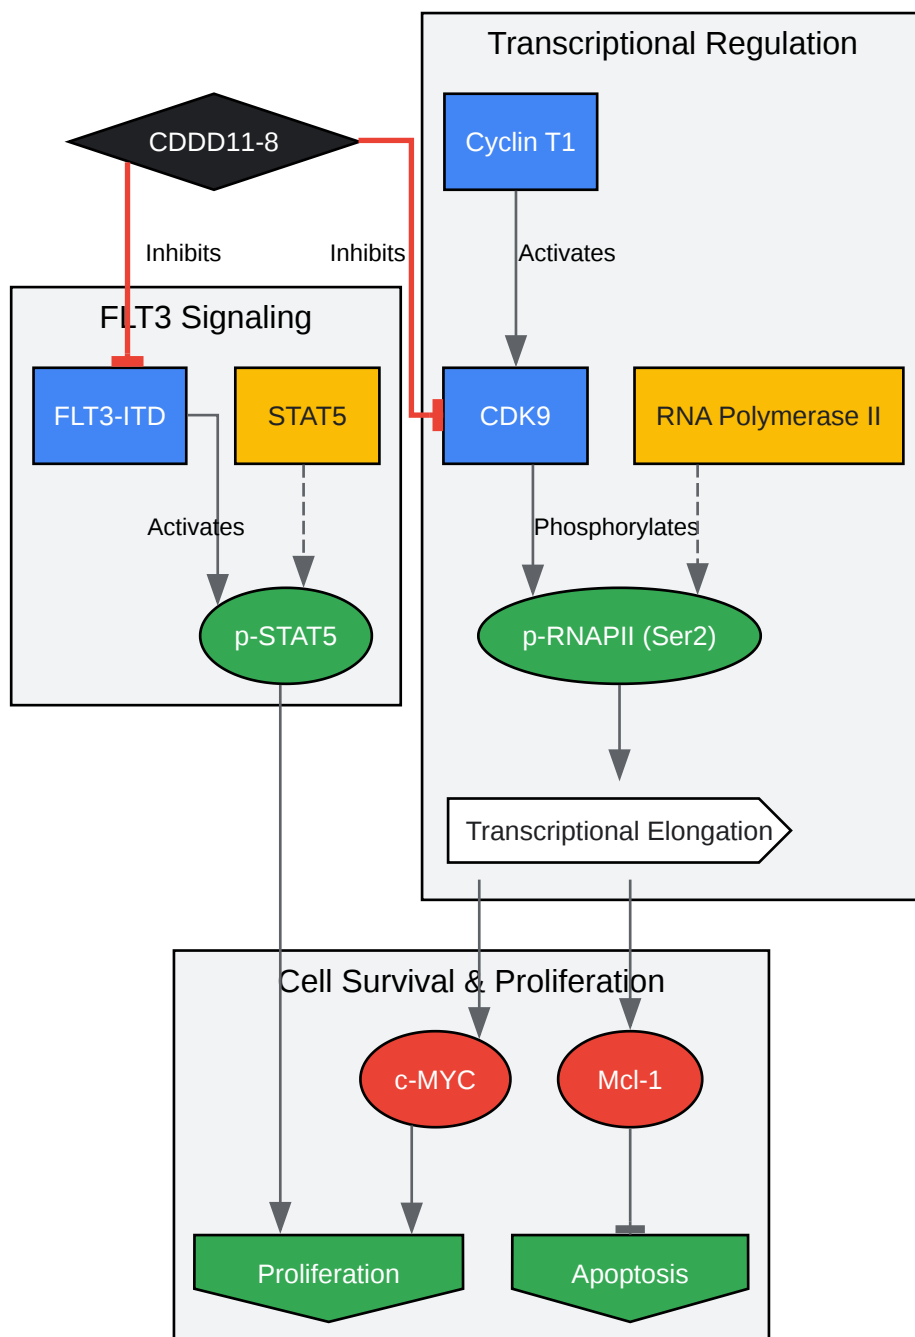 Transcriptional Regulation
CDDD11-8
Cyclin T1
Inhibits
Inhibits
Activates
FLT3 Signaling
FLT3-ITD
STAT5
CDK9
RNA Polymerase II
Activates
Phosphorylates
p-STAT5
p-RNAPII (Ser2)
Transcriptional Elongation
Cell Survival & Proliferation
c-MYC
Mcl-1
Proliferation
Apoptosis